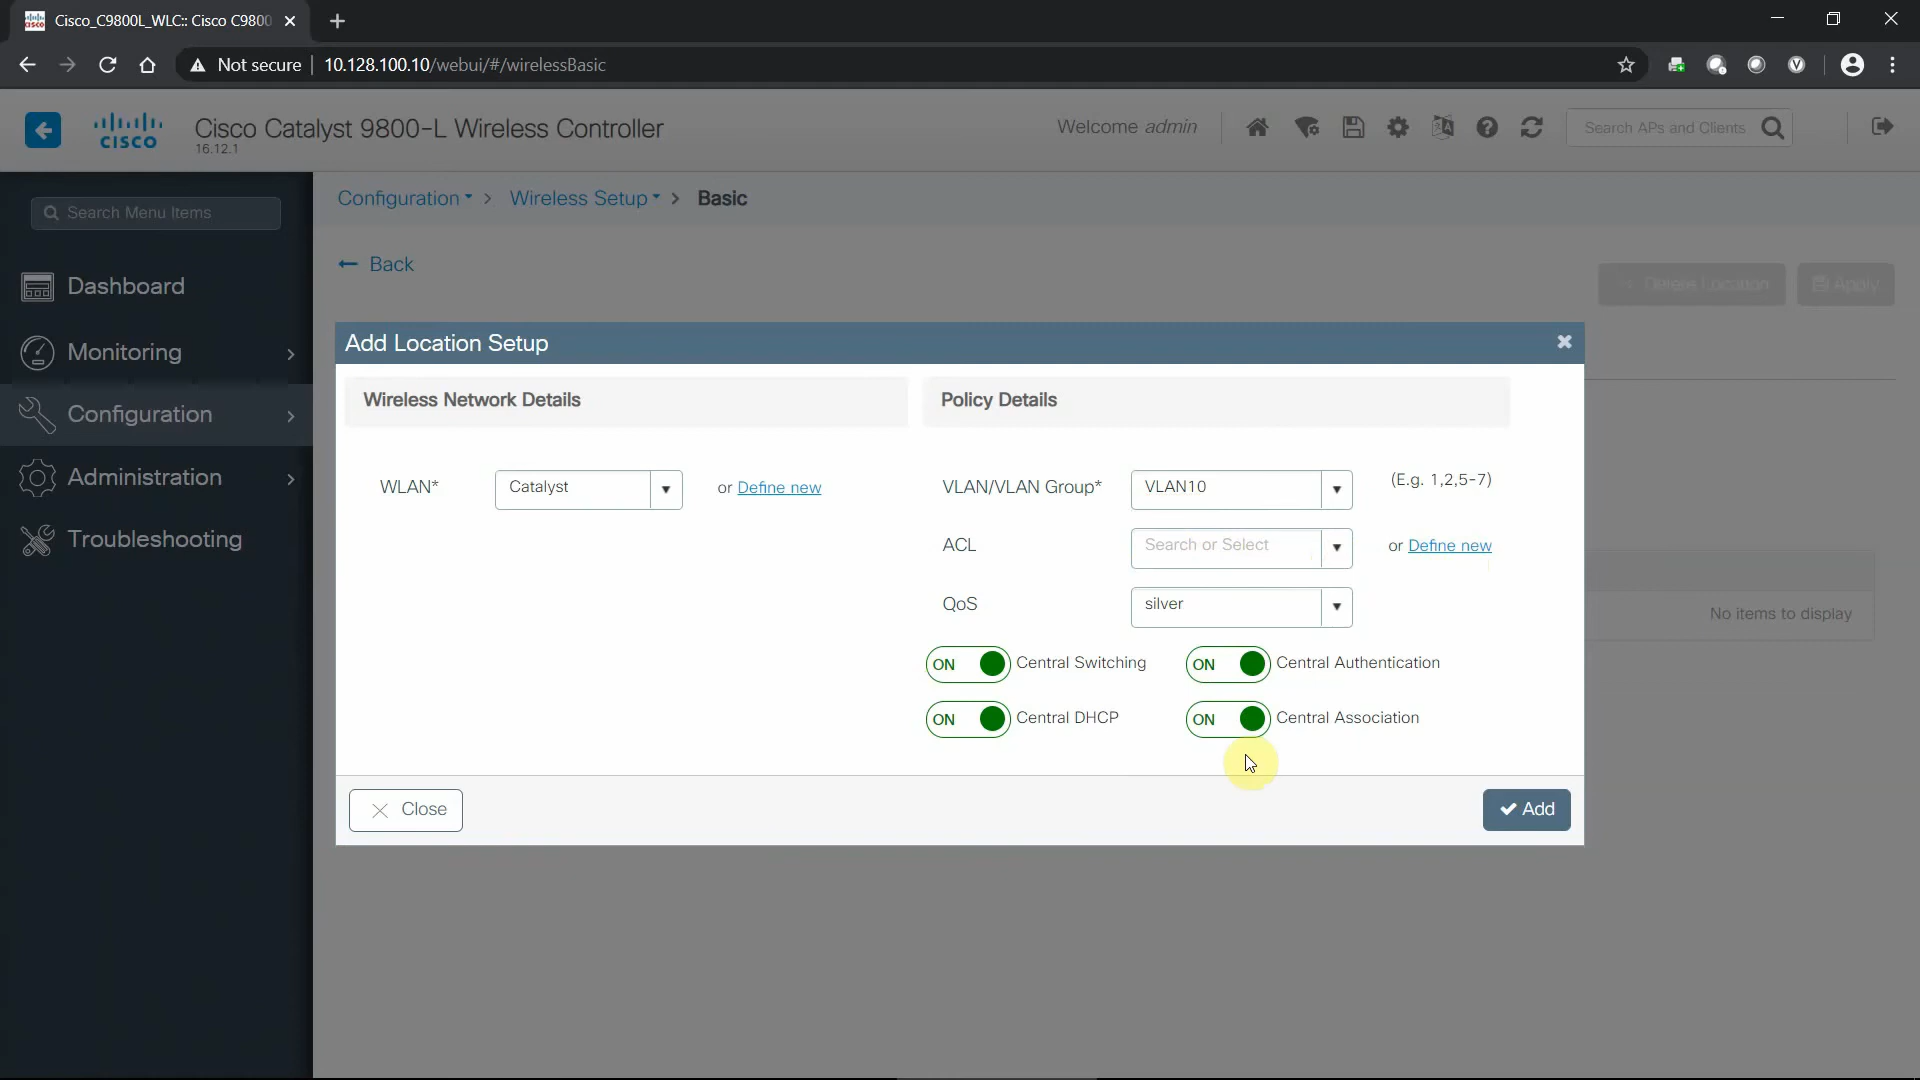 Cisco_C9800L_WLC:: Cisco C9800
Not secure 10.128.100.10/webui/#/wirelessBasic
CISCO
Cisco Catalyst 9800-L Wireless Controller
16.12.1
Welcome admin
Search APs and Clients
Search Menu Items
Dashboard
Monitoring
Configuration
Administration
Troubleshooting
Configuration > Wireless Setup > Basic
Back
Delete Location
Apply
Add Location Setup
Wireless Network Details
Policy Details
WLAN*
Catalyst
or Define new
VLAN/VLAN Group*
VLAN10
(E.g. 1,2,5-7)
ACL
Search or Select
or Define new
QoS
silver
ON Central Switching
ON Central Authentication
ON Central DHCP
ON Central Association
No items to display
Close
Add